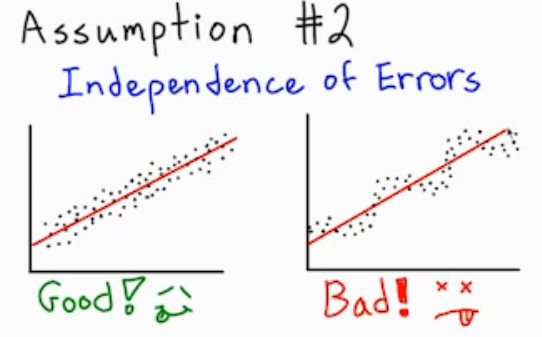 Assumption #2
Independence of Errors
Good!
Bad!